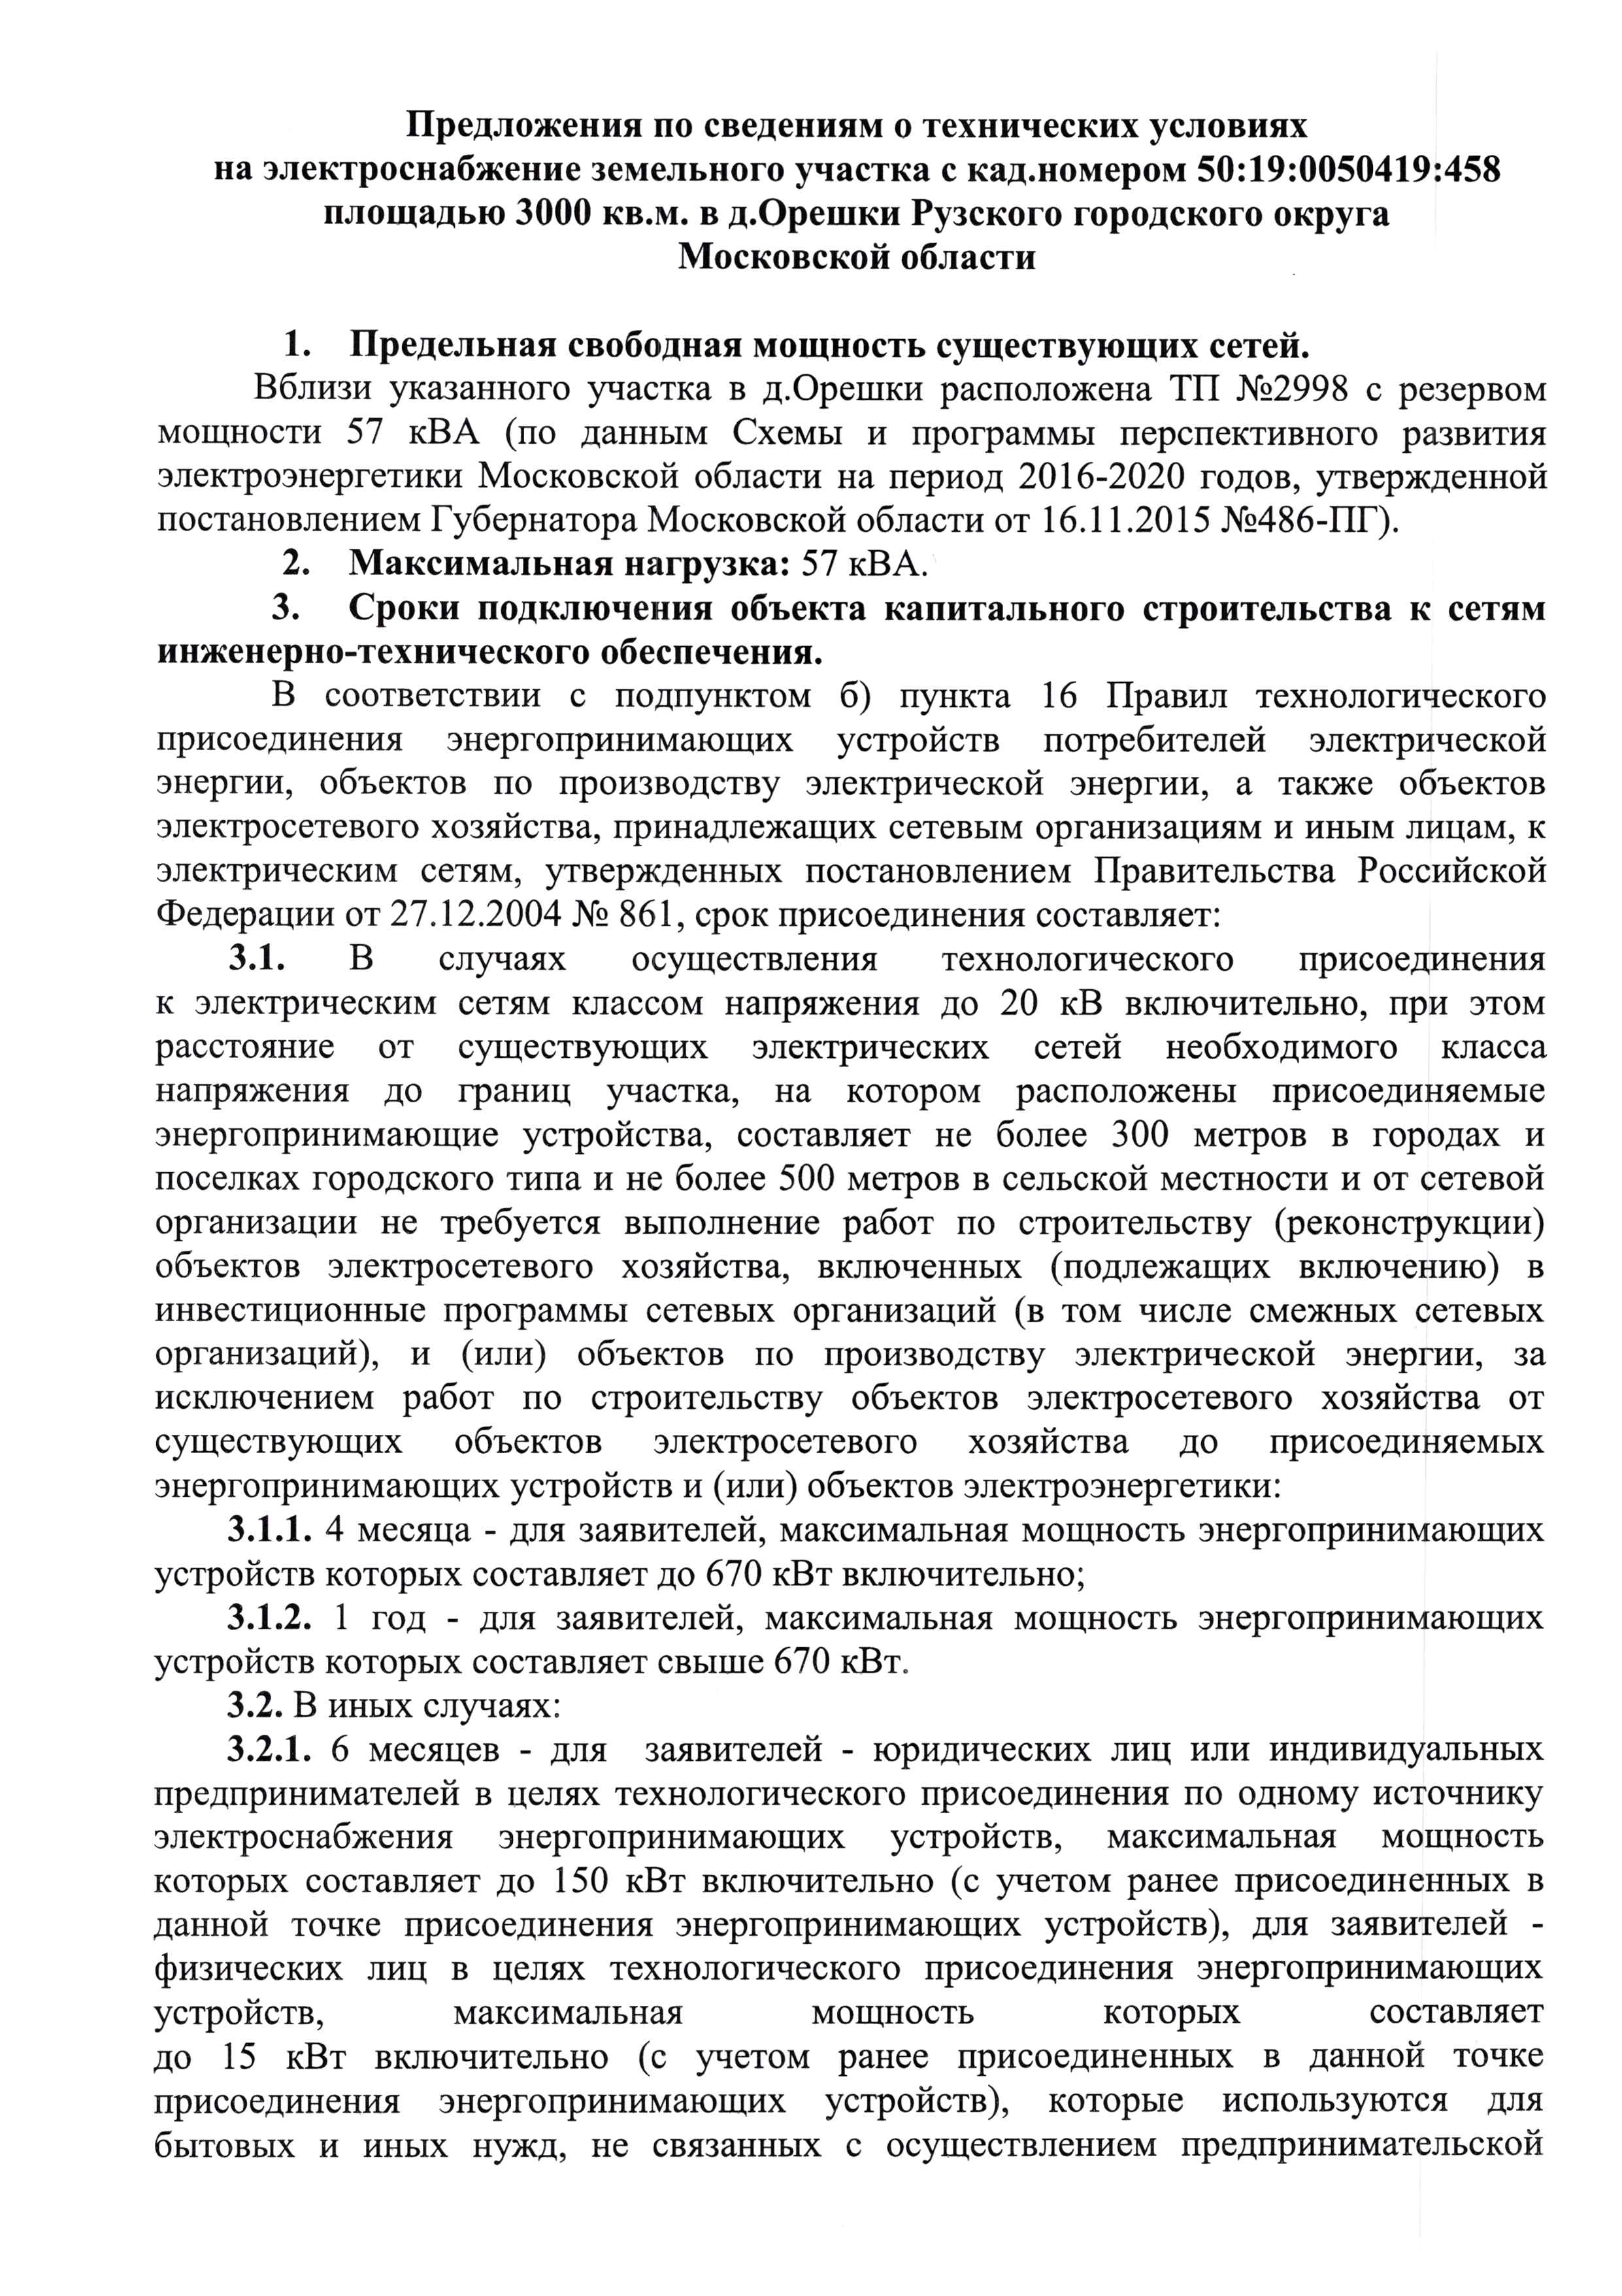 Предложения по сведениям о технических условиях
на электроснабжение земельного участка с кад.номером 50:19:0050419:458
площадью 3000 кв.м. в д.Орешки Рузского городского округа
Московской области
1. Предельная свободная мощность существующих сетей.
Вблизи указанного участка в д.Орешки расположена ТП №2998 с резервом
мощности 57 кВА (по данным Схемы и программы перспективного развития
электроэнергетики Московской области на период 2016-2020 годов, утвержденной
постановлением Губернатора Московской области от 16.11.2015 №486-ПГ).
2. Максимальная нагрузка: 57 кВА.
3. Сроки подключения объекта капитального строительства к сетям
инженерно-технического обеспечения.
В соответствии с подпунктом б) пункта 16 Правил технологического
присоединения энергопринимающих устройств потребителей электрической
энергии, объектов по производству электрической энергии, а также объектов
электросетевого хозяйства, принадлежащих сетевым организациям и иным лицам, к
электрическим сетям, утвержденных постановлением Правительства Российской
Федерации от 27.12.2004 № 861, срок присоединения составляет:
3.1. В случаях осуществления технологического присоединения
к электрическим сетям классом напряжения до 20 кВ включительно, при этом
расстояние от существующих электрических сетей необходимого класса
напряжения до границ участка, на котором расположены присоединяемые
энергопринимающие устройства, составляет не более 300 метров в городах и
поселках городского типа и не более 500 метров в сельской местности и от сетевой
организации не требуется выполнение работ по строительству (реконструкции)
объектов электросетевого хозяйства, включенных (подлежащих включению) в
инвестиционные программы сетевых организаций (в том числе смежных сетевых
организаций), и (или) объектов по производству электрической энергии, за
исключением работ по строительству объектов электросетевого хозяйства от
существующих объектов электросетевого хозяйства до присоединяемых
энергопринимающих устройств и (или) объектов электроэнергетики:
3.1.1. 4 месяца - для заявителей, максимальная мощность энергопринимающих
устройств которых составляет до 670 кВт включительно;
3.1.2. 1 год - для заявителей, максимальная мощность энергопринимающих
устройств которых составляет свыше 670 кВт.
3.2. В иных случаях:
3.2.1. 6 месяцев - для заявителей - юридических лиц или индивидуальных
предпринимателей в целях технологического присоединения по одному источнику
электроснабжения энергопринимающих устройств, максимальная мощность
которых составляет до 150 кВт включительно (с учетом ранее присоединенных в
данной точке присоединения энергопринимающих устройств), для заявителей -
физических лиц в целях технологического присоединения энергопринимающих
устройств, максимальная мощность которых составляет
до 15 кВт включительно (с учетом ранее присоединенных в данной точке
присоединения энергопринимающих устройств), которые используются для
бытовых и иных нужд, не связанных с осуществлением предпринимательской